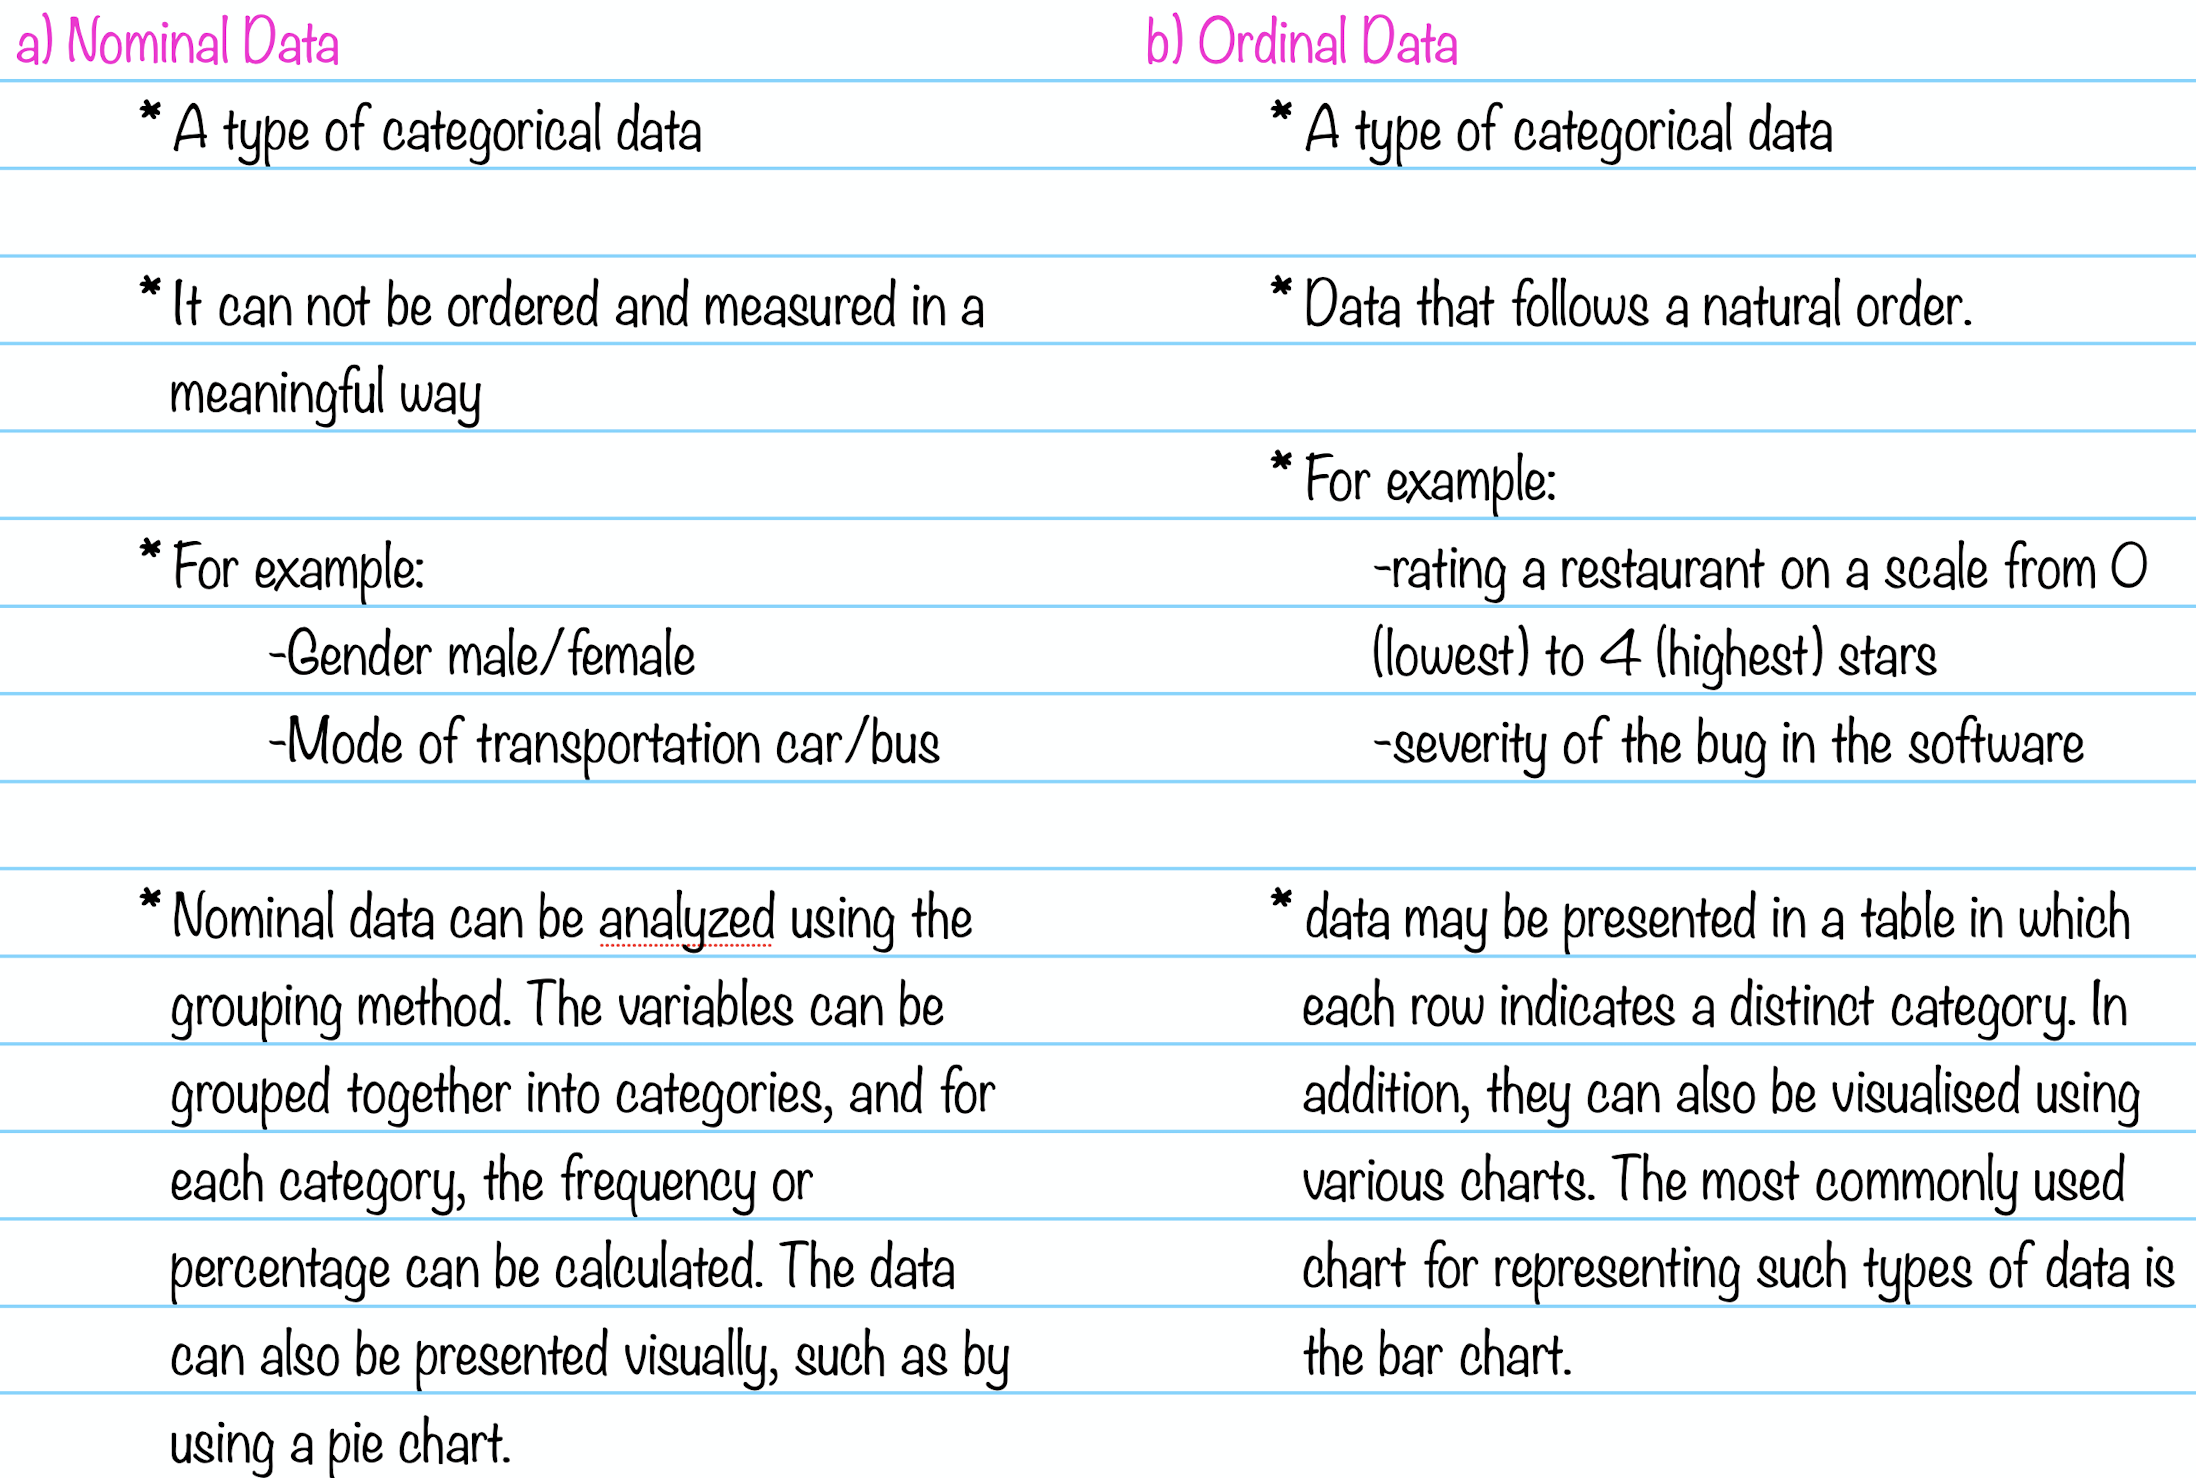 a) Nominal Data
* A type of categorical data
* It can not be ordered and measured in a
meaningful way
* For example:
-Gender male/female
-Mode of transportation car/bus
* Nominal data can be analyzed using the
grouping method. The variables can be
grouped together into categories, and for
each category, the frequency or
percentage can be calculated. The data
can also be presented visually, such as by
using a pie chart.
b) Ordinal Data
* A type of categorical data
* Data that follows a natural order.
* For example:
-rating a restaurant on a scale from 0
(lowest) to 4 (highest) stars
-severity of the bug in the software
* data may be presented in a table in which
each row indicates a distinct category. In
addition, they can also be visualised using
various charts. The most commonly used
chart for representing such types of data is
the bar chart.